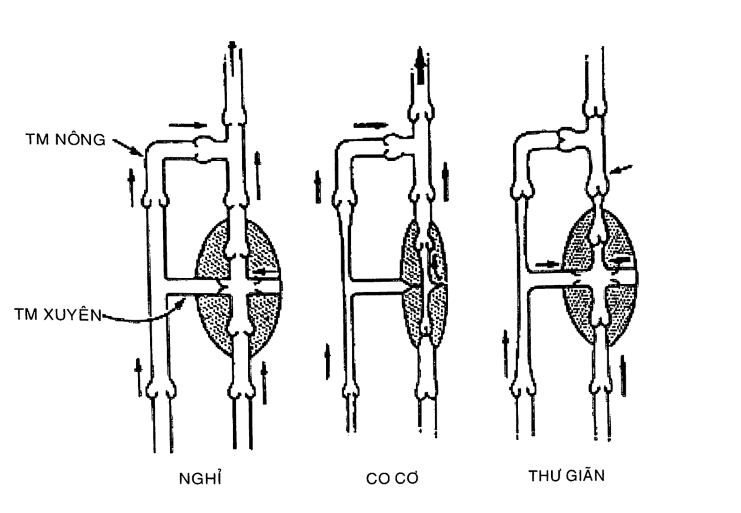 TM NÔNG
TM XUYÊN
NGHỈ
CO CƠ
THƯ GIÃN